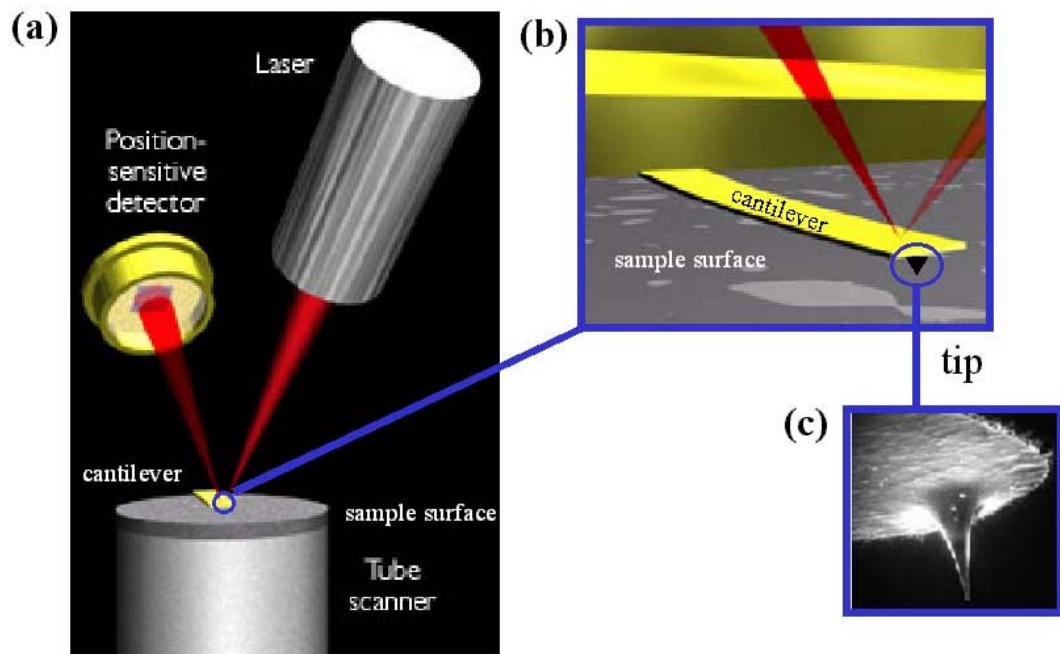 (a)
Laser
Position-
sensitive
detector
cantilever
sample surface
Tube
scanner
(b)
cantilever
sample surface
tip
(c)